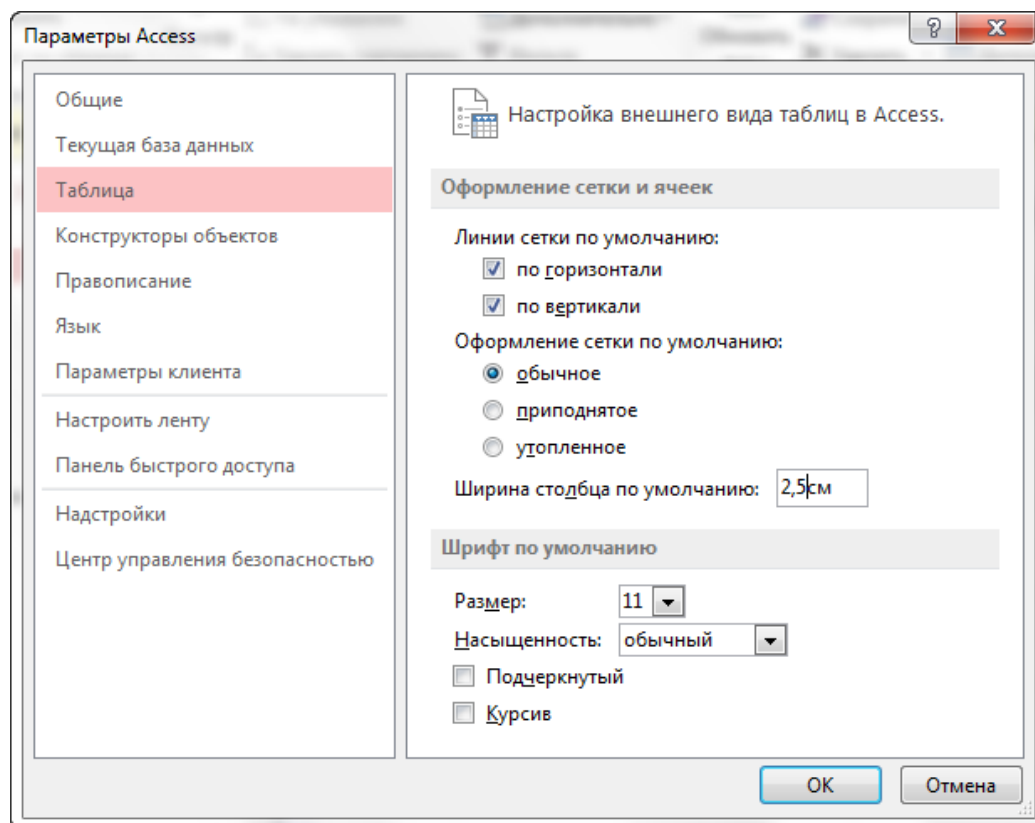 Параметры Access
Общие
Текущая база данных
Таблица
Конструкторы объектов
Правописание
Язык
Параметры клиента
Настроить ленту
Панель быстрого доступа
Надстройки
Центр управления безопасностью
Настройка внешнего вида таблиц в Access.
Оформление сетки и ячеек
Линии сетки по умолчанию:
по горизонтали
по вертикали
Оформление сетки по умолчанию:
обычное
приподнятое
утопленное
Ширина столбца по умолчанию: 2,5см
Шрифт по умолчанию
Размер: 11
Насыщенность: обычный
Подчеркнутый
Курсив
ОК Отмена